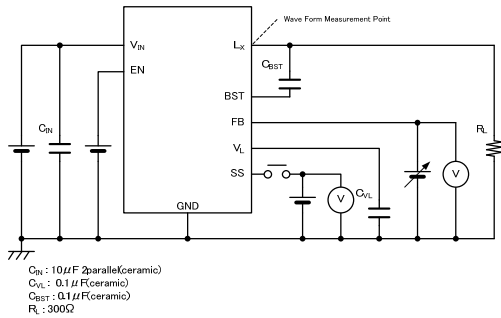 Wave Form Measurement Point
VIN
LX
CBST
EN
BST
CIN
FB
RL
VL
V
SS
CVL
V
GND
CIN : 10μF 2parallel(ceramic)
CVL : 0.1μF(ceramic)
CBST : 0.1μF(ceramic)
RL : 300Ω